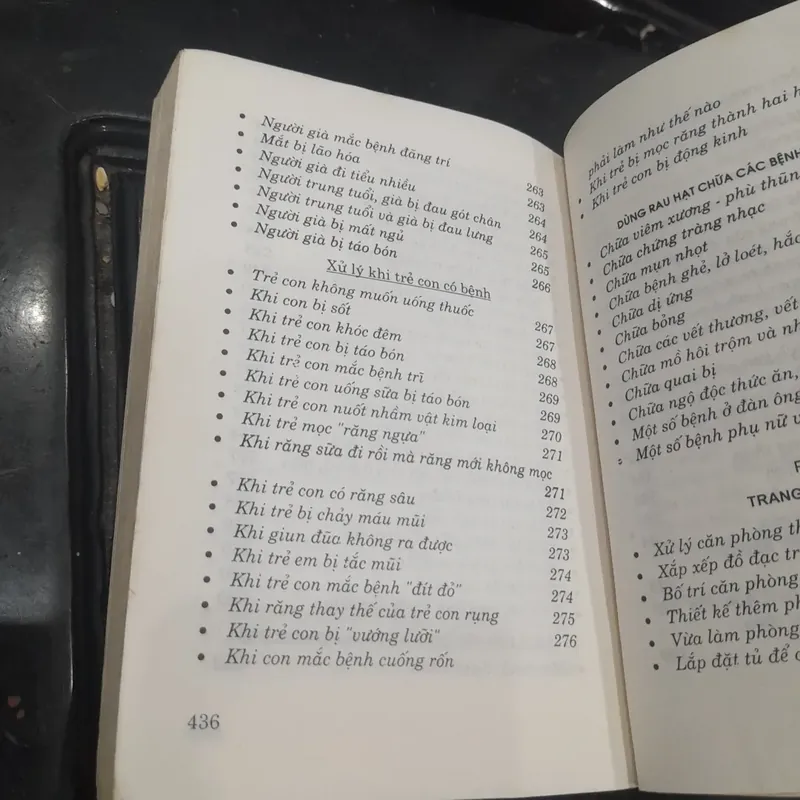 • Người già mắc bệnh đãng trí 263
• Mắt bị lão hóa 263
• Người già đi tiểu nhiều 264
• Người trung tuổi, già bị đau gót chân 264
• Người trung tuổi và già bị đau lưng 265
• Người già bị mất ngủ 265
• Người già bị táo bón 266
Xử lý khi trẻ con có bệnh
• Trẻ con không muốn uống thuốc 267
• Khi con bị sốt 267
• Khi trẻ con khóc đêm 268
• Khi trẻ con bị táo bón 268
• Khi trẻ con mắc bệnh trĩ 269
• Khi trẻ con uống sữa bị táo bón 269
• Khi trẻ con nuốt nhầm vật kim loại 270
• Khi trẻ mọc "răng ngựa" 271
• Khi răng sữa đi rồi mà răng mới không mọc
271
• Khi trẻ con có răng sâu 272
• Khi trẻ bị chảy máu mũi 273
• Khi giun đũa không ra được 273
• Khi trẻ em bị tắc mũi 274
• Khi trẻ con mắc bệnh "đít đỏ" 274
• Khi răng thay thế của trẻ con rụng 275
• Khi trẻ con bị "vướng lưỡi" 276
• Khi con mắc bệnh cuống rốn
436
phải làm như thế nào
• Khi trẻ bị mọc răng thành hai h
• Khi trẻ con bị động kinh
DÙNG RAU HẠT CHỮA CÁC BỆNH
• Chữa viêm xương - phù thũn
• Chữa chứng tràng nhạc
• Chữa mụn nhọt
• Chữa bệnh ghẻ, lở loét, hắc
• Chữa dị ứng
• Chữa bỏng
• Chữa các vết thương, vết
• Chữa mồ hôi trộm và nh
• Chữa quai bị
• Chữa ngộ độc thức ăn,
• Một số bệnh ở đàn ông
• Một số bệnh phụ nữ v
TRANG
• Xử lý căn phòng th
• Xắp xếp đồ đạc tr
• Bố trí căn phòng
• Thiết kế thêm ph
• Vừa làm phòng
• Lắp đặt tủ để